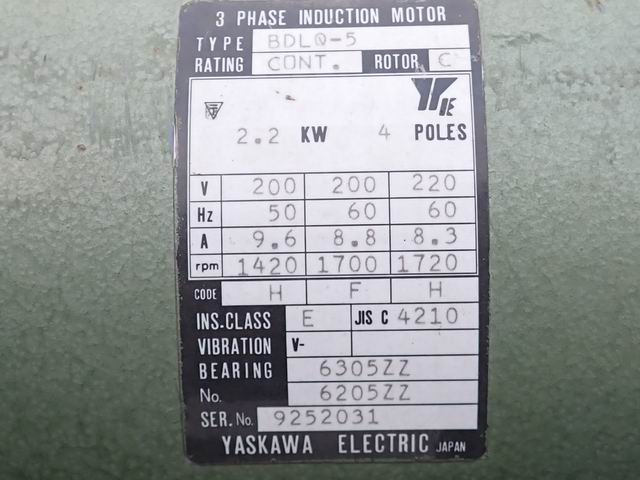 3 PHASE INDUCTION MOTOR
TYPE BDLQ-5
RATING CONT. ROTOR C
YE
2.2 KW 4 POLES
V 200 200 220
Hz 50 60 60
A 9.6 8.8 8.3
rpm 1420 1700 1720
CODE H F H
INS.CLASS E JIS C 4210
VIBRATION V-
BEARING 6305ZZ
No. 6205ZZ
SER.No. 9252031
YASKAWA ELECTRIC JAPAN